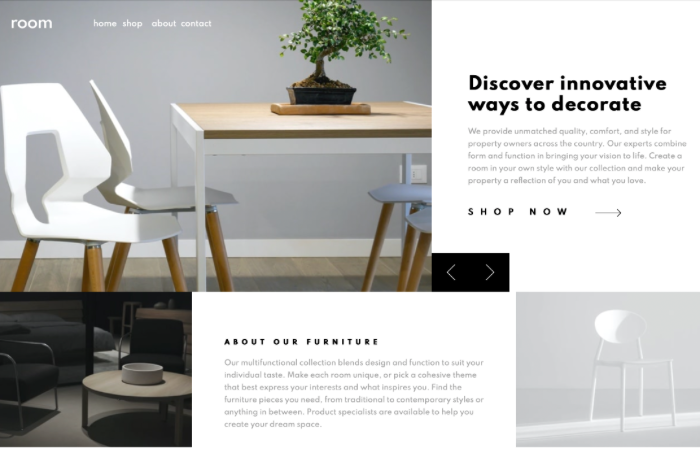 room
home shop about contact
Discover innovative
ways to decorate
We provide unmatched quality, comfort, and style for
property owners across the country. Our experts combine
form and function in bringing your vision to life. Create a
room in your own style with our collection and make your
property a reflection of you and what you love.
SHOP NOW
ABOUT OUR FURNITURE
Our multifunctional collection blends design and function to suit your
individual taste. Make each room unique, or pick a cohesive theme
that best express your interests and what inspires you. Find the
furniture pieces you need, from traditional to contemporary styles or
anything in between. Product specialists are available to help you
create your dream space.